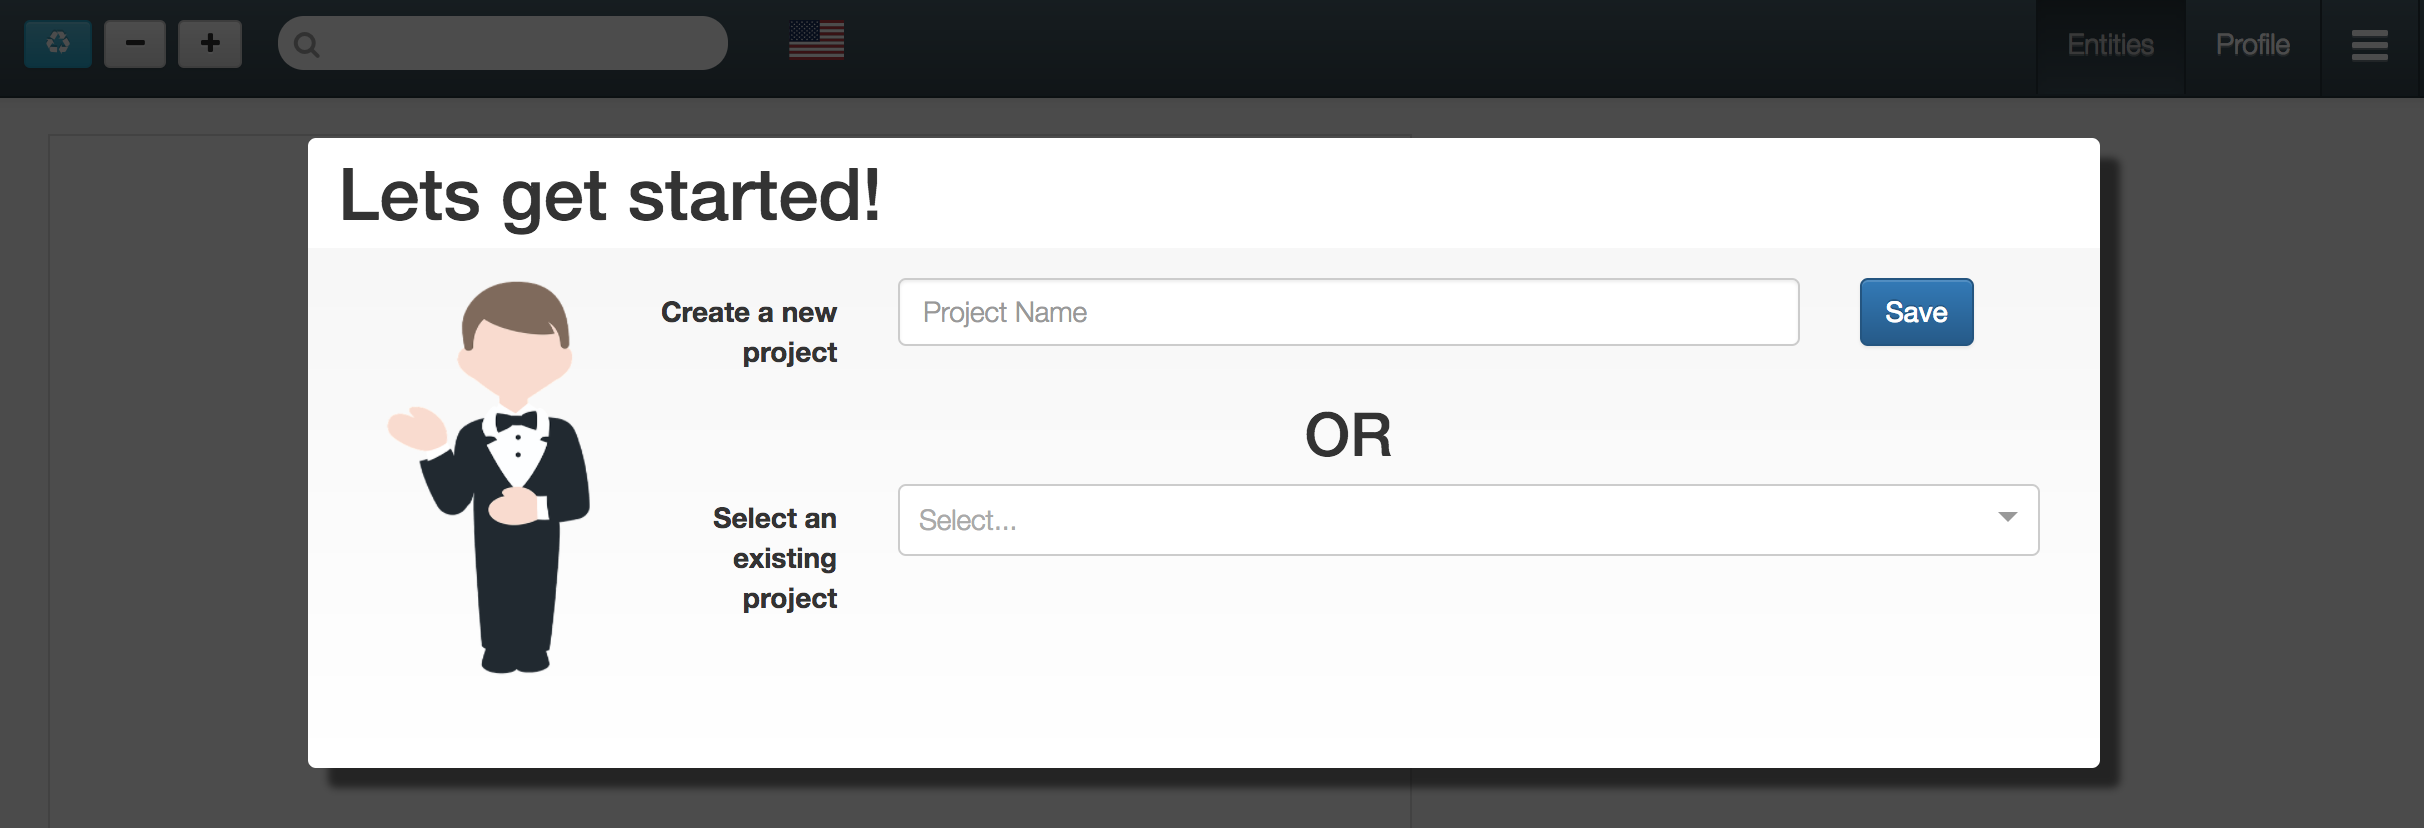 Entities
Profile
Lets get started!
Create a new
project
Project Name
Save
OR
Select an
existing
project
Select...